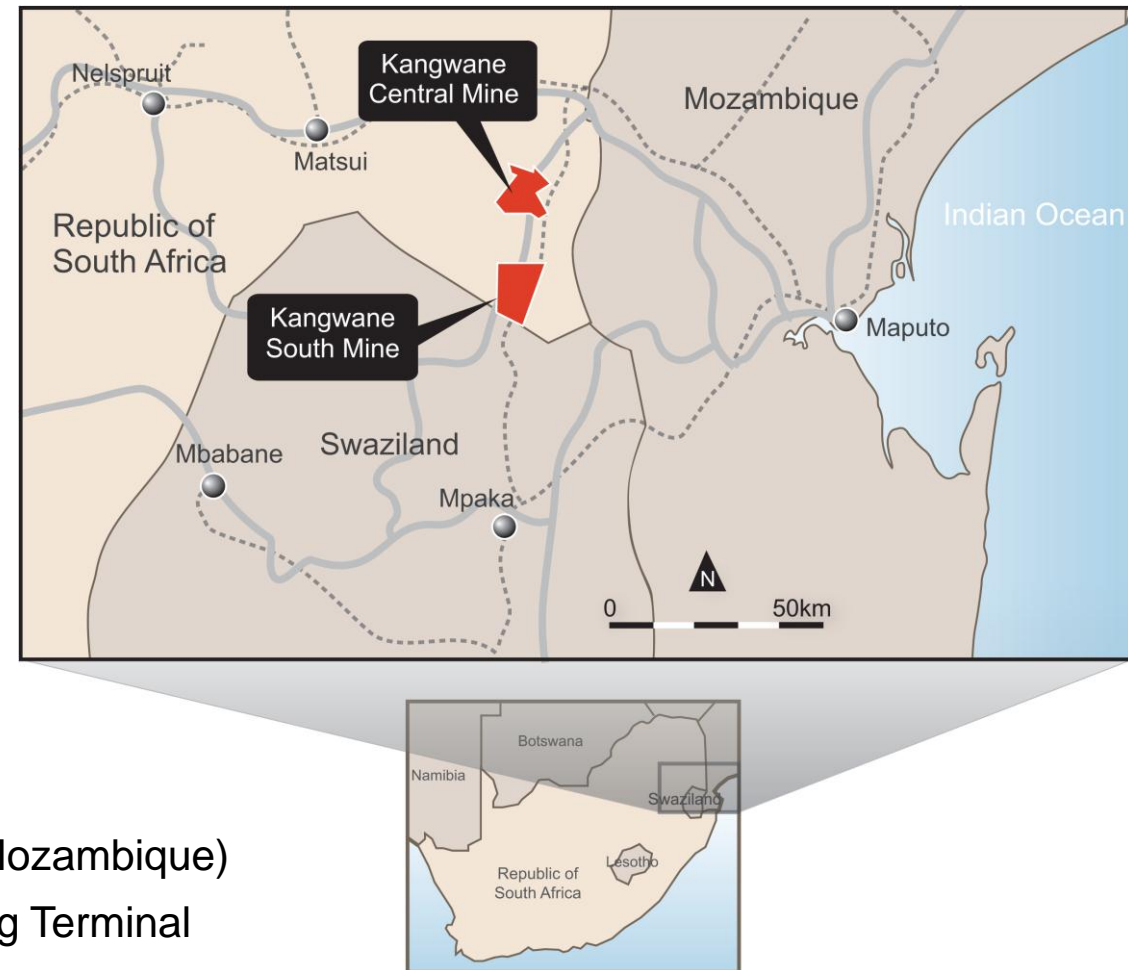 Nelspruit
Kangwane
Central Mine
Mozambique
Matsui
Republic of
South Africa
Indian Ocean
Kangwane
South Mine
Maputo
Swaziland
Mbabane
Mpaka
N
0
50km
Botswana
Namibia
Swaziland
Lesotho
Republic of
South Africa
ozambique)
g Terminal